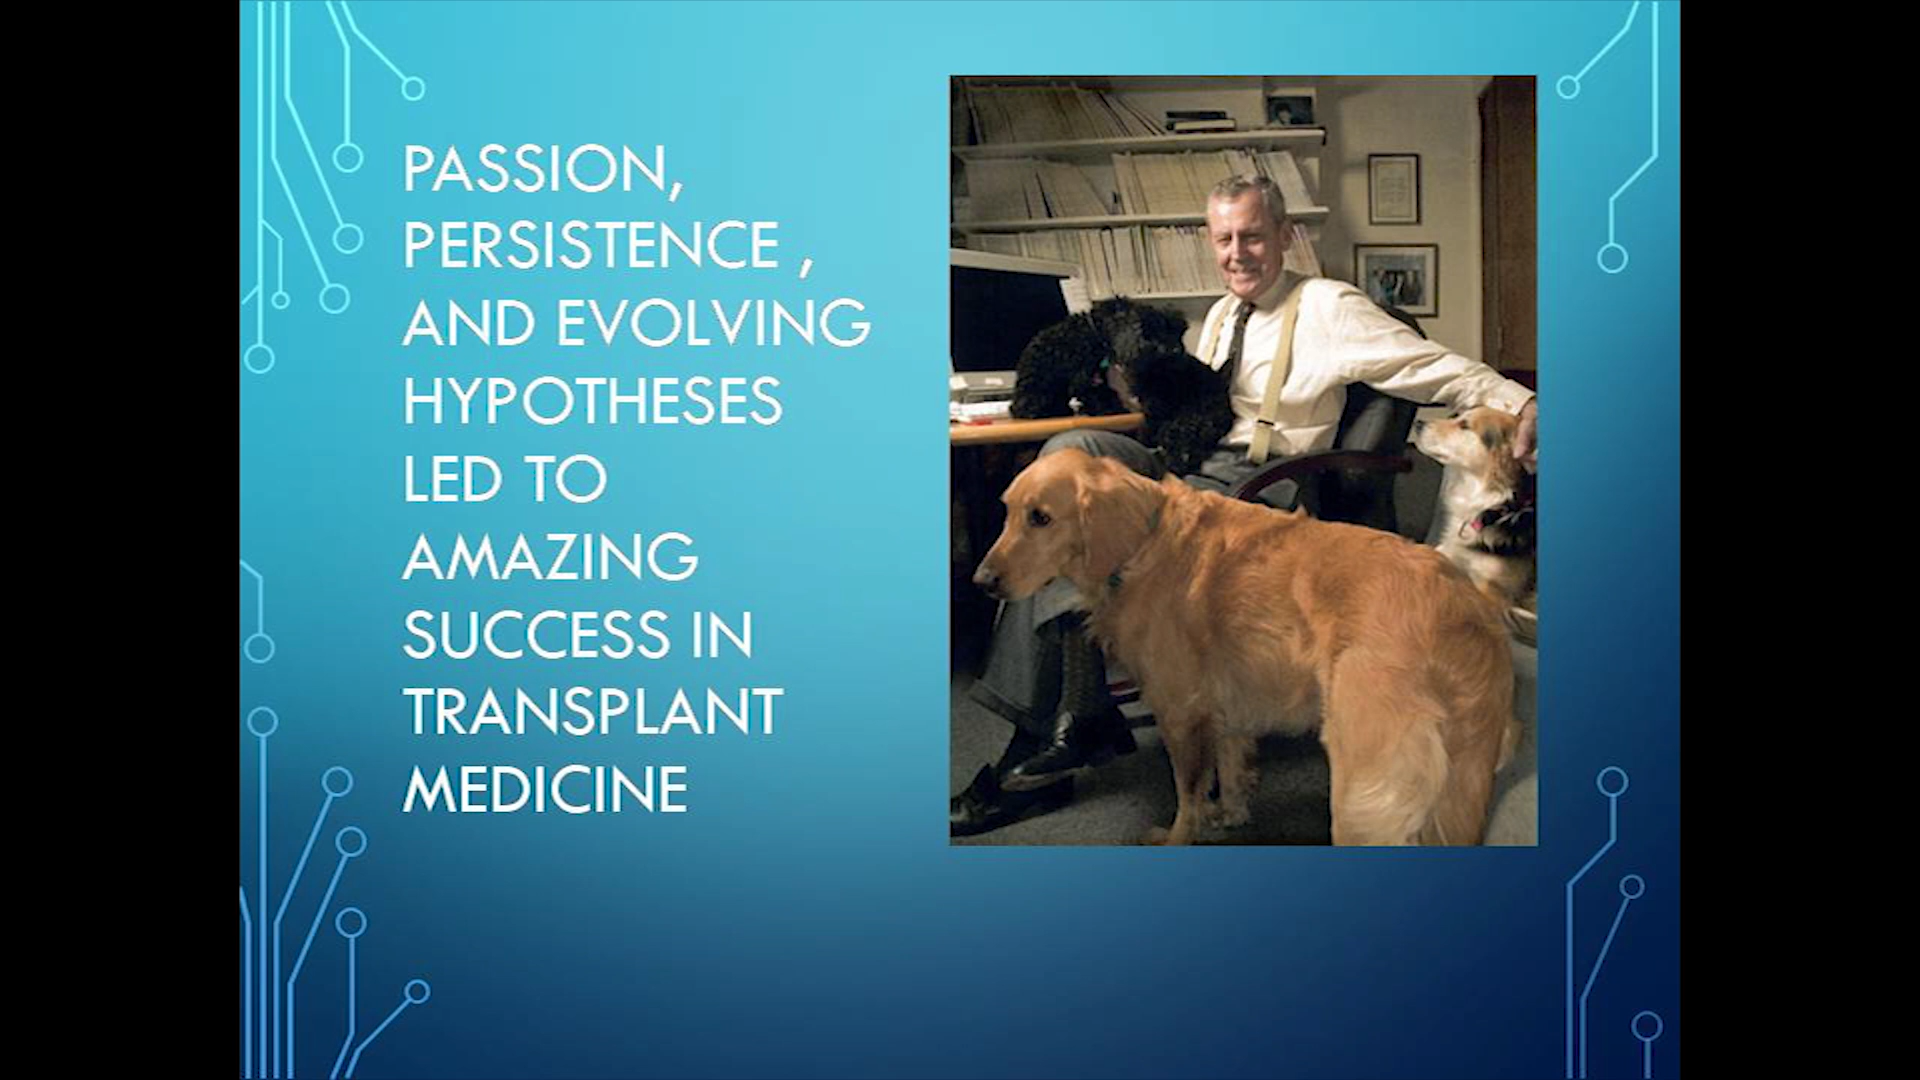 PASSION,
PERSISTENCE ,
AND EVOLVING
HYPOTHESES
LED TO
AMAZING
SUCCESS IN
TRANSPLANT
MEDICINE